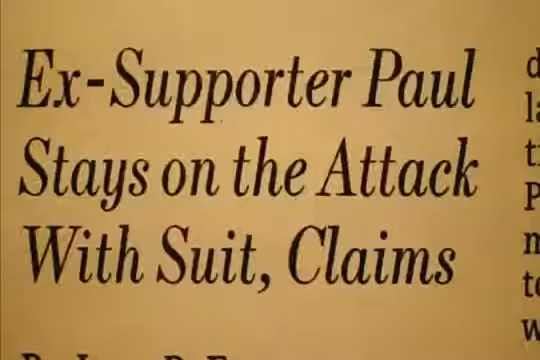 Ex-Supporter Paul
Stays on the Attack
With Suit, Claims